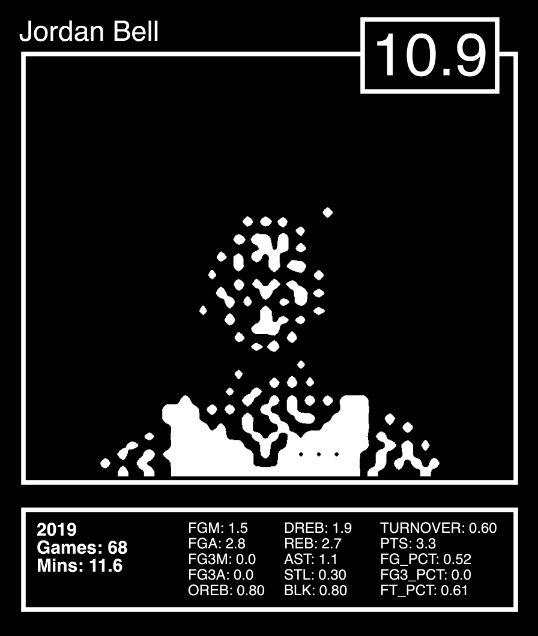 Jordan Bell
10.9
2019
Games: 68
Mins: 11.6
FGM: 1.5
FGA: 2.8
FG3M: 0.0
FG3A: 0.0
OREB: 0.80
DREB: 1.9
REB: 2.7
AST: 1.1
STL: 0.30
BLK: 0.80
TURNOVER: 0.60
PTS: 3.3
FG_PCT: 0.52
FG3_PCT: 0.0
FT_PCT: 0.61